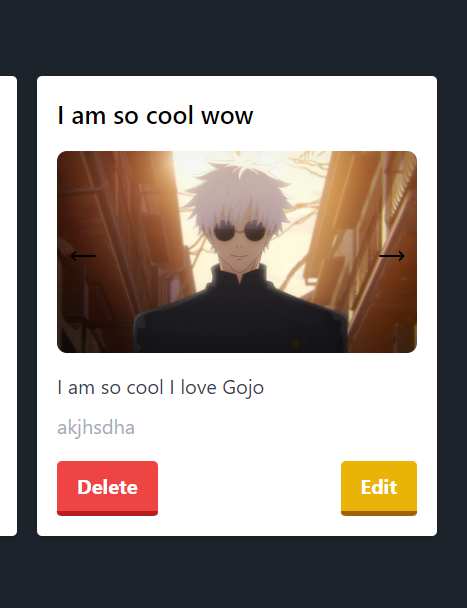 I am so cool wow
← →
I am so cool I love Gojo
akjhsdha
Delete Edit